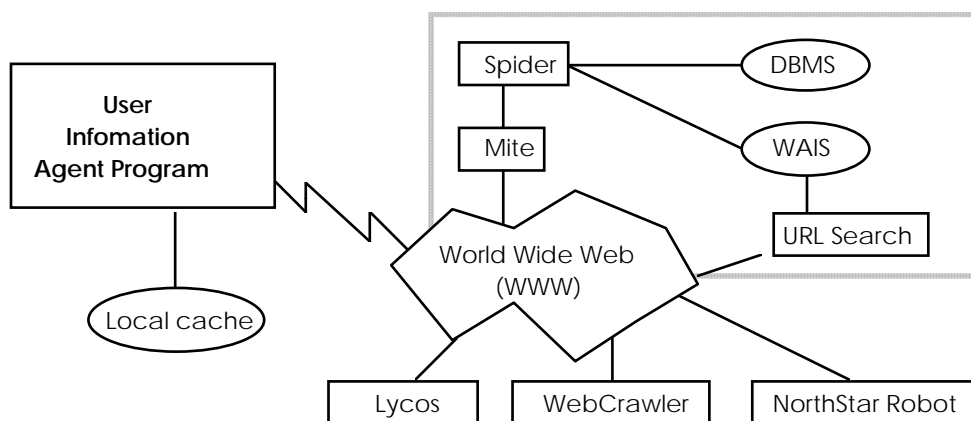 Spider
DBMS
User
Infomation
Agent Program
Mite
WAIS
URL Search
World Wide Web
(WWW)
Local cache
Lycos
WebCrawler
NorthStar Robot